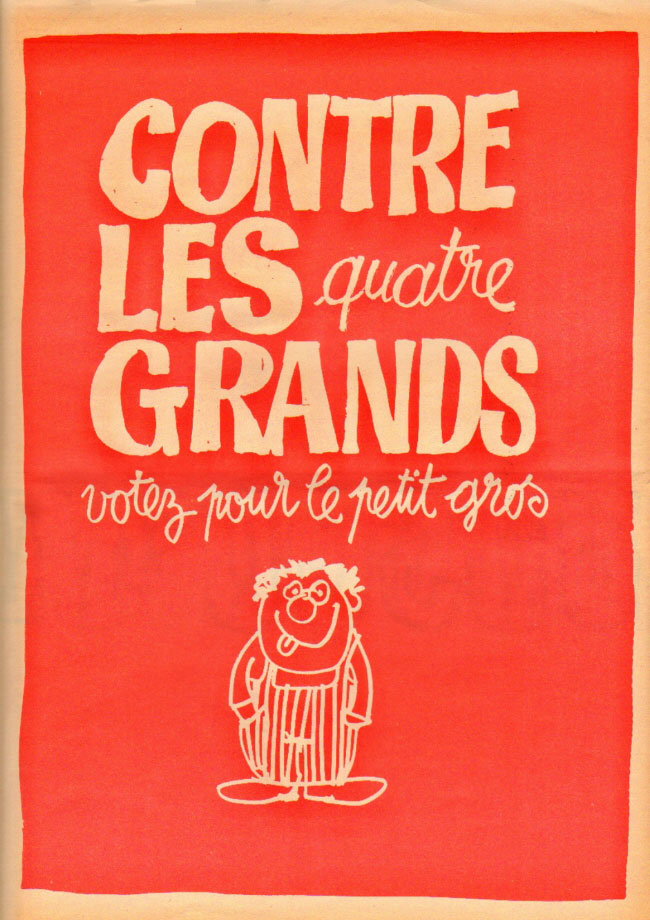 CONTRE
LES quatre
GRANDS
votez pour le petit gros